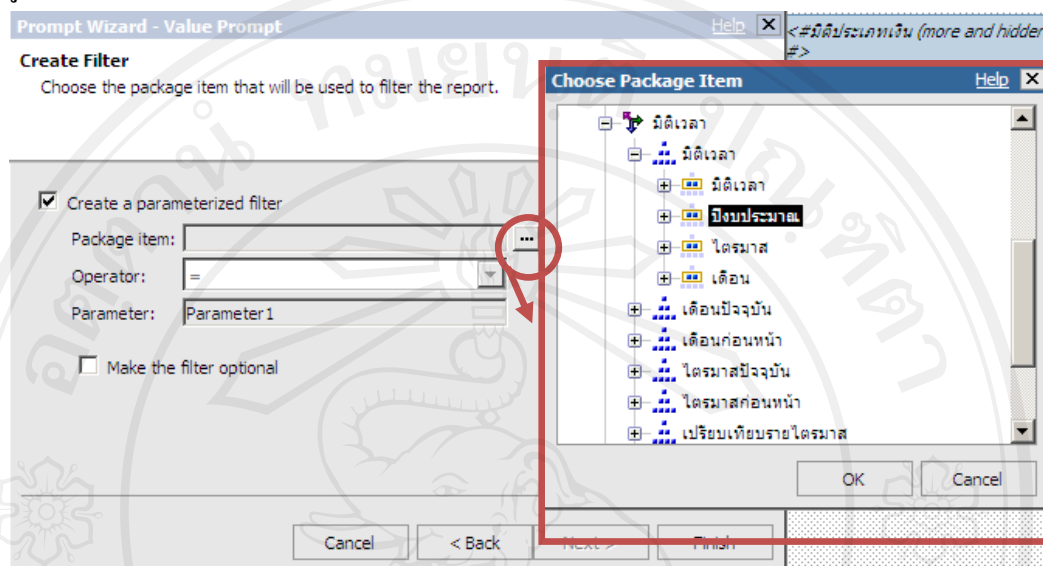 Prompt Wizard - Value Prompt Help
Create Filter
Choose the package item that will be used to filter the report.
Create a parameterized filter
Package item: ...
Operator: =
Parameter: Parameter1
Make the filter optional
Cancel < Back Next > Finish
<#มิติประเภทเงิน (more and hidden
#>
Choose Package Item Help
มิติเวลา
มิติเวลา
มิติเวลา
ปีงบประมาณ
ไตรมาส
เดือน
เดือนปัจจุบัน
เดือนก่อนหน้า
ไตรมาสปัจจุบัน
ไตรมาสก่อนหน้า
เปรียบเทียบรายไตรมาส
OK Cancel